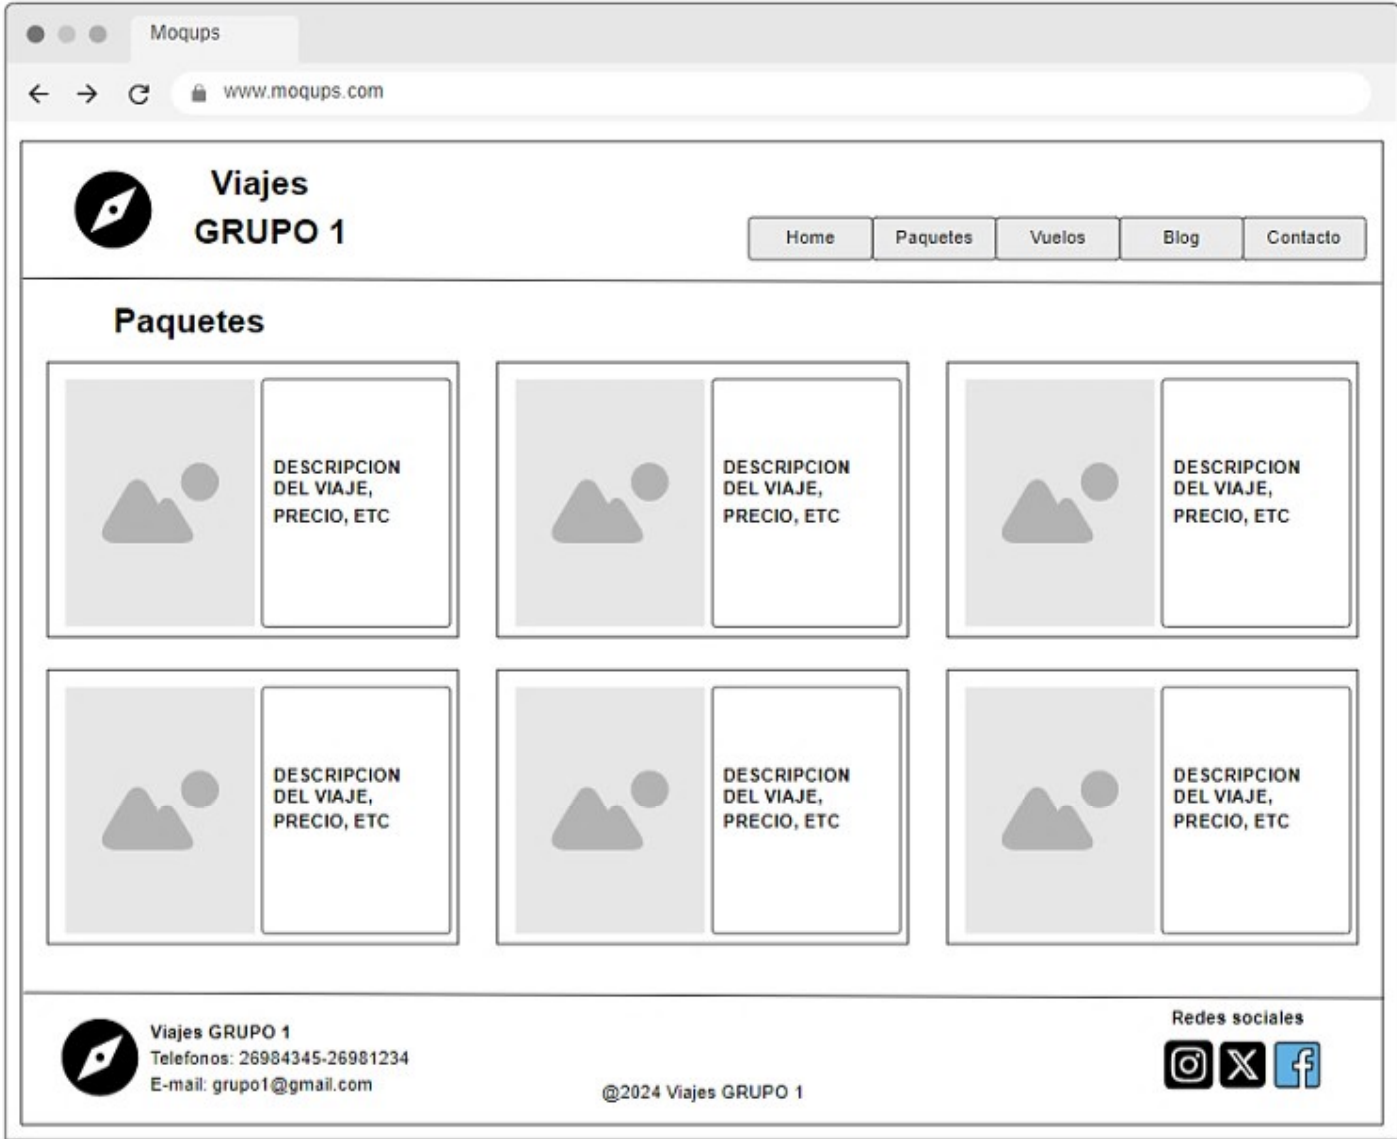 Moqups
www.moqups.com
Viajes
GRUPO 1
Home
Paquetes
Vuelos
Blog
Contacto
Paquetes
DESCRIPCION
DEL VIAJE,
PRECIO, ETC
DESCRIPCION
DEL VIAJE,
PRECIO, ETC
DESCRIPCION
DEL VIAJE,
PRECIO, ETC
DESCRIPCION
DEL VIAJE,
PRECIO, ETC
DESCRIPCION
DEL VIAJE,
PRECIO, ETC
DESCRIPCION
DEL VIAJE,
PRECIO, ETC
Viajes GRUPO 1
Telefonos: 26984345-26981234
E-mail: grupo1@gmail.com
@2024 Viajes GRUPO 1
Redes sociales